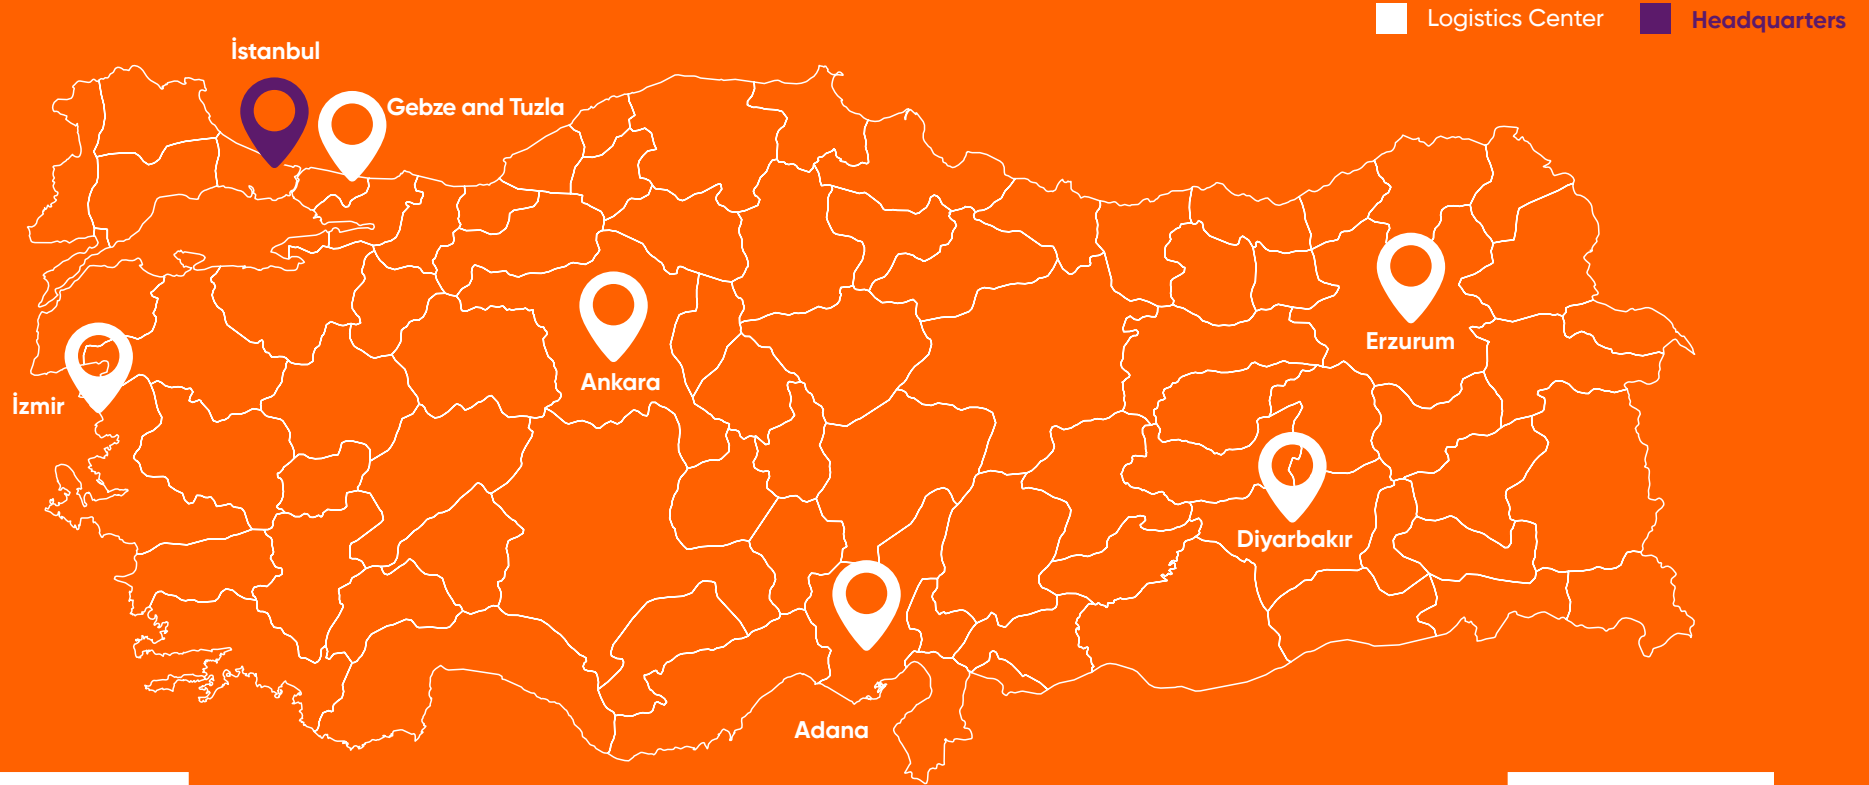 Logistics Center
Headquarters
İstanbul
Gebze and Tuzla
Erzurum
Ankara
İzmir
Diyarbakır
Adana